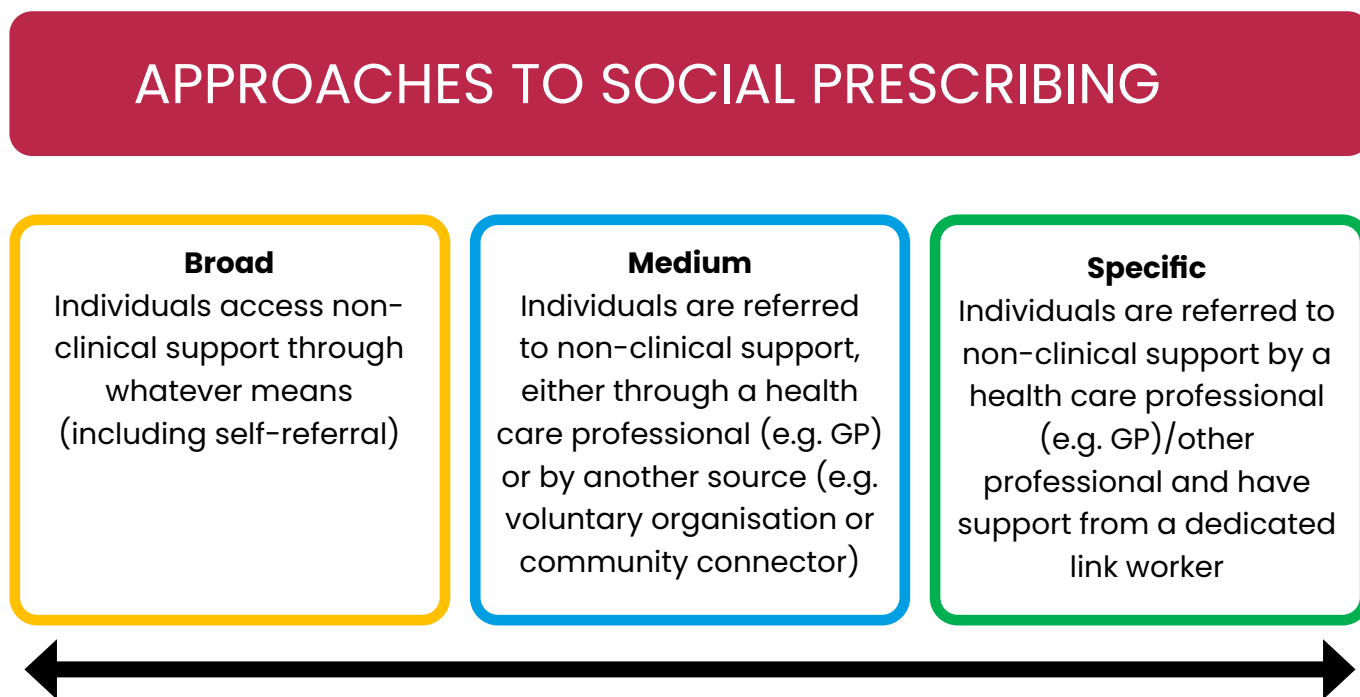 APPROACHES TO SOCIAL PRESCRIBING
Broad
Individuals access non-
clinical support through
whatever means
(including self-referral)
Medium
Individuals are referred
to non-clinical support,
either through a health
care professional (e.g. GP)
or by another source (e.g.
voluntary organisation or
community connector)
Specific
Individuals are referred to
non-clinical support by a
health care professional
(e.g. GP)/other
professional and have
support from a dedicated
link worker